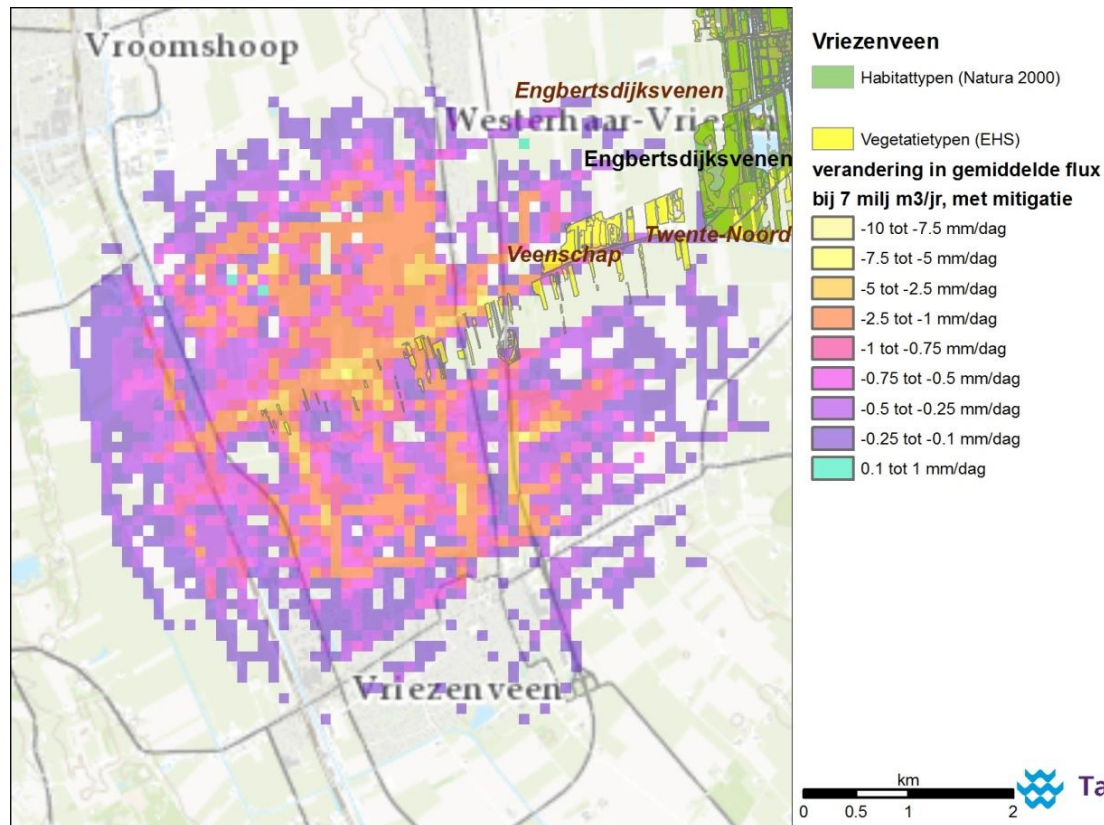 Vroomshoop
Engbertsdijksvenen
Westerhaar-Vriezen
Engbertsdijksvenen
Twente-Noord
Veenschap
Vriezenveen
Vriezenveen
Habitattypen (Natura 2000)
Vegetatietypen (EHS)
verandering in gemiddelde flux
bij 7 milj m3/jr, met mitigatie
-10 tot -7.5 mm/dag
-7.5 tot -5 mm/dag
-5 tot -2.5 mm/dag
-2.5 tot -1 mm/dag
-1 tot -0.75 mm/dag
-0.75 tot -0.5 mm/dag
-0.5 tot -0.25 mm/dag
-0.25 tot -0.1 mm/dag
0.1 tot 1 mm/dag
km
0 0.5 1 2
Ta